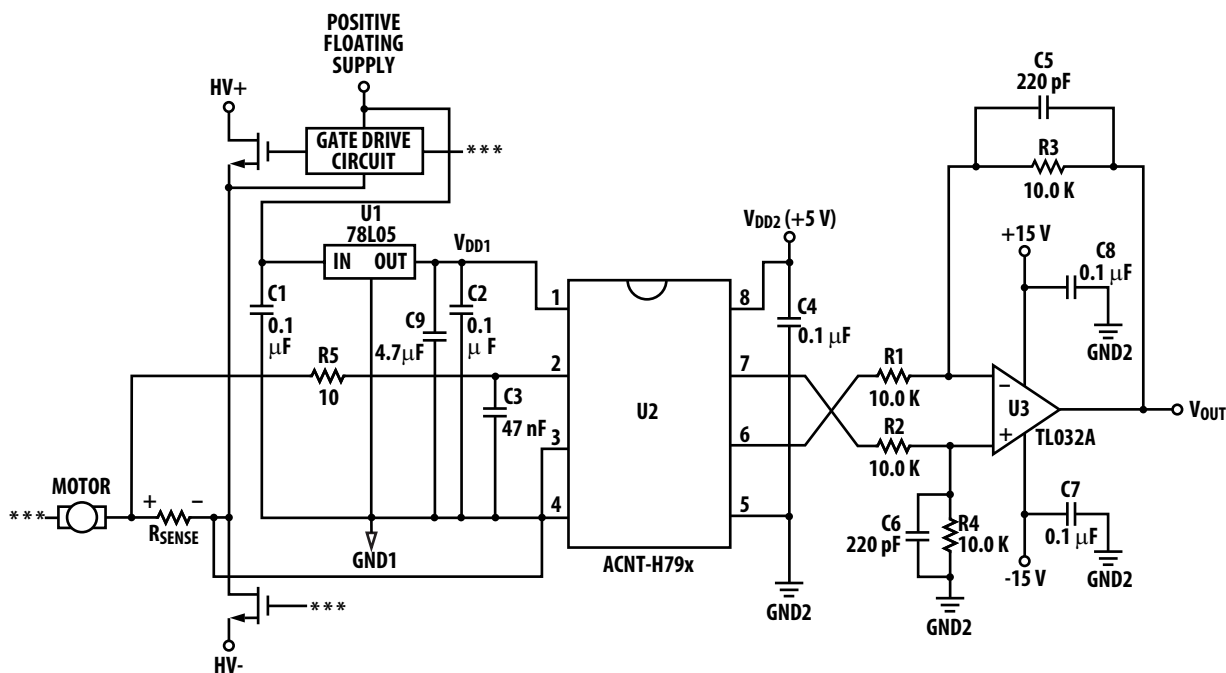 POSITIVE
FLOATING
SUPPLY
HV+
GATE DRIVE
CIRCUIT
***
U1
78L05
IN OUT
VDD1
C1
0.1
μF
C9
4.7μF
C2
0.1
μF
R5
10
C3
47 nF
MOTOR
***
+ −
RSENSE
GND1
***
HV-
1
2
3
4
U2
8
7
6
5
ACNT-H79x
VDD2 (+5 V)
C4
0.1 μF
GND2
R1
10.0 K
R2
10.0 K
C6
220 pF
R4
10.0 K
GND2
C5
220 pF
R3
10.0 K
+15 V
C8
0.1 μF
GND2
−
+
U3
TL032A
VOUT
C7
0.1 μF
GND2
-15 V